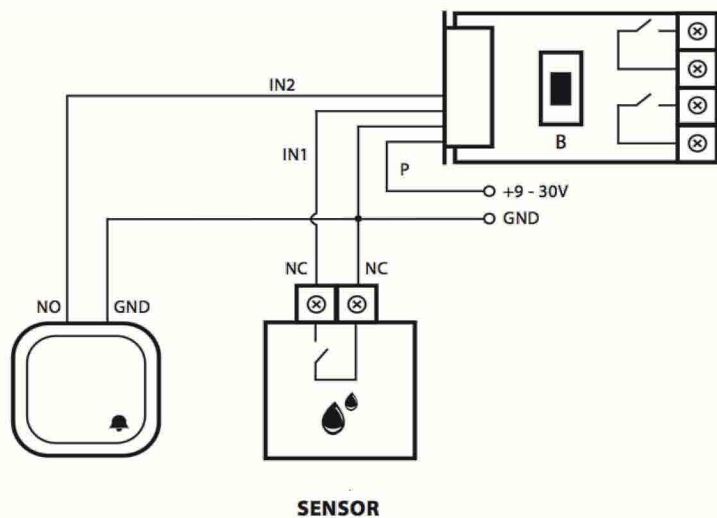 IN2
B
IN1
P
+9 - 30V
GND
NC
NC
NO
GND
SENSOR